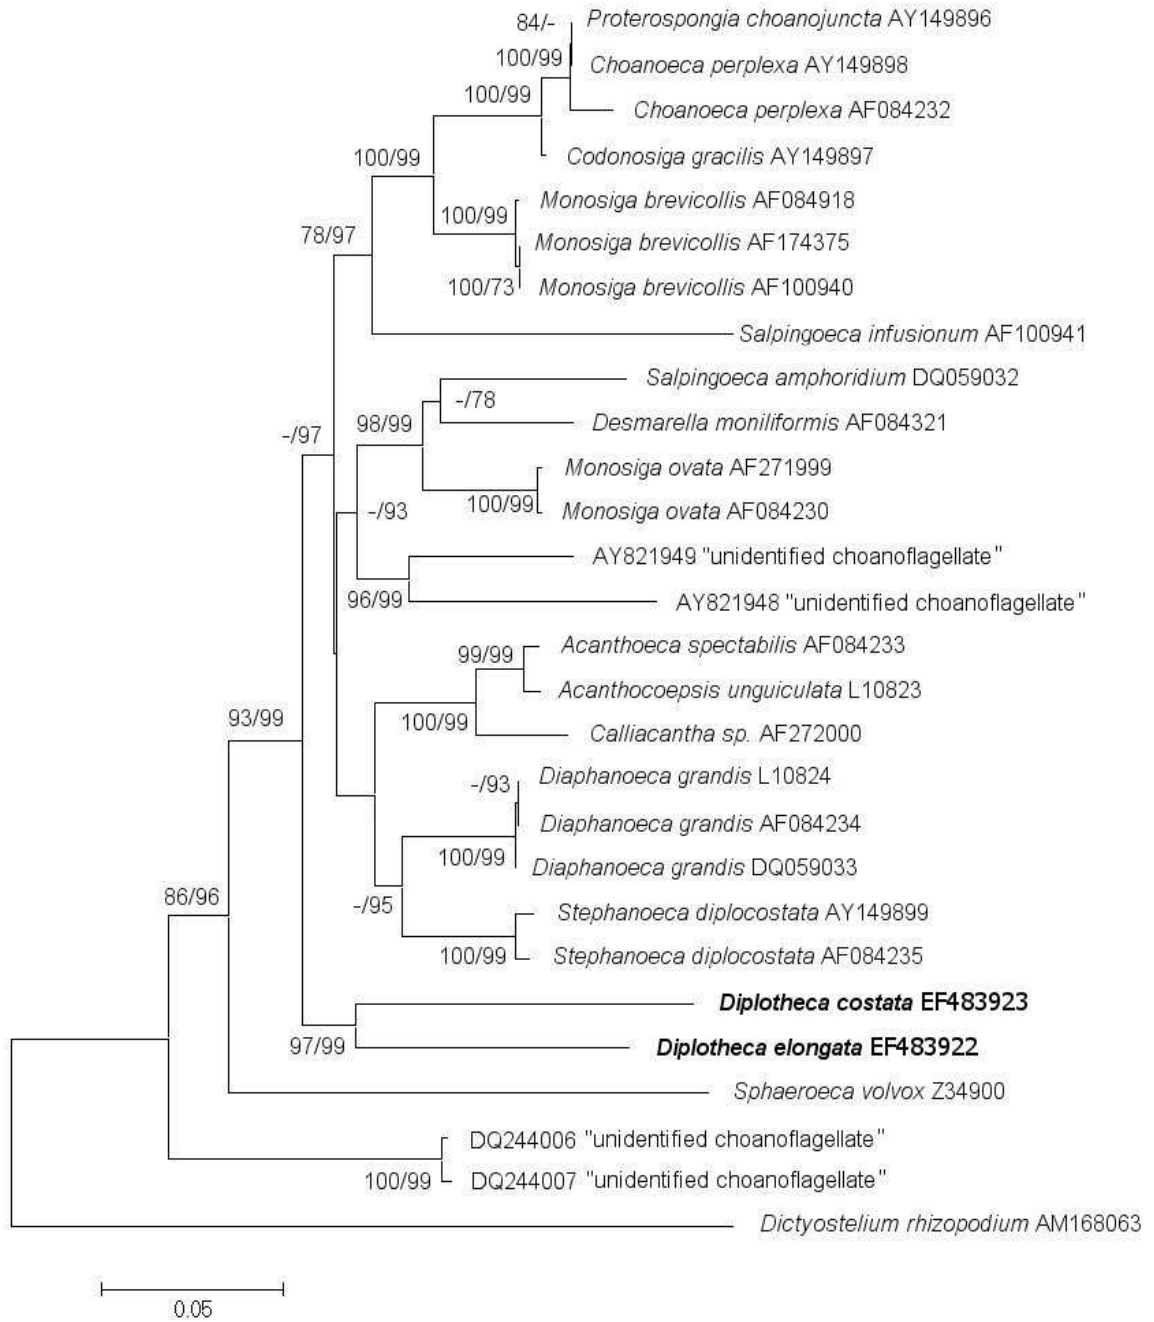 84/-
Proterospongia choanojuncta AY149896
100/99
Choanoeca perplexa AY149898
100/99
Choanoeca perplexa AF084232
100/99
Codonosiga gracilis AY149897
Monosiga brevicollis AF084918
100/99
78/97
Monosiga brevicollis AF174375
100/73
Monosiga brevicollis AF100940
Salpingoeca infusionum AF100941
Salpingoeca amphoridium DQ059032
-/78
98/99
Desmarella moniliformis AF084321
-/97
Monosiga ovata AF271999
100/99
-/93
Monosiga ovata AF084230
AY821949 "unidentified choanoflagellate"
96/99
AY821948 "unidentified choanoflagellate"
Acanthoeca spectabilis AF084233
99/99
Acanthocoepsis unguiculata L10823
100/99
93/99
Calliacantha sp. AF272000
-/93
Diaphanoeca grandis L10824
Diaphanoeca grandis AF084234
100/99
Diaphanoeca grandis DQ059033
86/96
-/95
Stephanoeca diplocostata AY149899
100/99
Stephanoeca diplocostata AF084235
Diplotheca costata EF483923
97/99
Diplotheca elongata EF483922
Sphaeroeca volvox Z34900
DQ244006 "unidentified choanoflagellate"
100/99
DQ244007 "unidentified choanoflagellate"
Dictyostelium rhizopodium AM168063
0.05